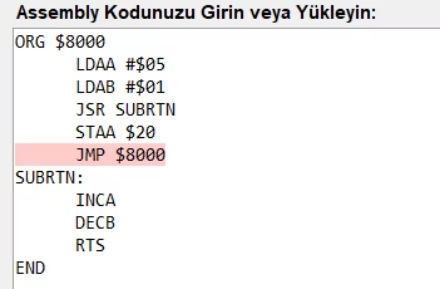 Assembly Kodunuzu Girin veya Yükleyin:
ORG $8000
LDAA #$05
LDAB #$01
JSR SUBRTN
STAA $20
JMP $8000
SUBRTN:
INCA
DECB
RTS
END